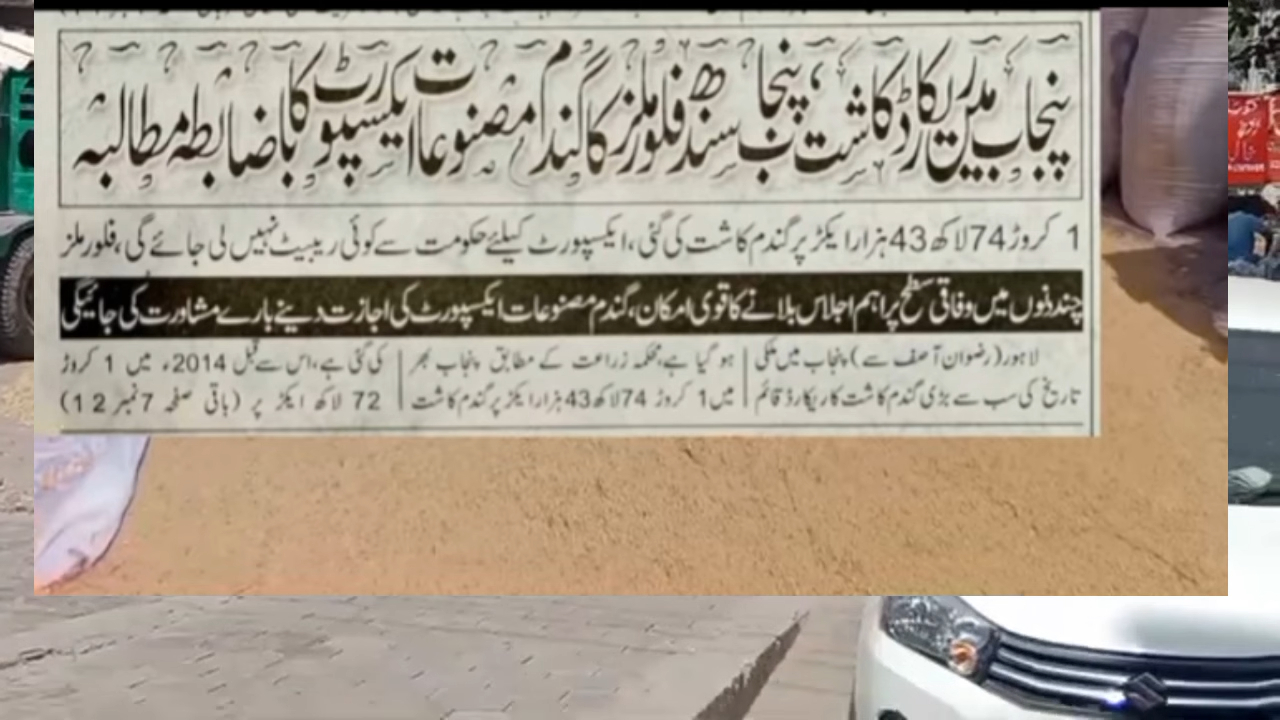 پنجاب میں ریکارڈ کاشت، پنجاب سندھ فلور ملز کا گندم مصنوعات ایکسپورٹ کا باضابطہ مطالبہ
1 کروڑ 74 لاکھ 43 ہزار ایکڑ پر گندم کاشت کی گئی، ایکسپورٹ کیلئے حکومت سے کوئی ریبیٹ نہیں لی جائے گی، فلور ملز
چند دنوں میں وفاقی سطح پر اہم اجلاس بلانے کا قوی امکان، گندم مصنوعات ایکسپورٹ کی اجازت دینے بارے مشاورت کی جائیگی
لاہور (رضوان آصف سے) پنجاب میں ملکی
تاریخ کی سب سے بڑی گندم کاشت کا ریکارڈ قائم
ہو گیا ہے، محکمہ زراعت کے مطابق پنجاب بھر
میں 1 کروڑ 74 لاکھ 43 ہزار ایکڑ پر گندم کاشت
کی گئی ہے، اس سے قبل 2014ء میں 1 کروڑ
72 لاکھ ایکڑ پر (باقی صفحہ 7 نمبر 12)